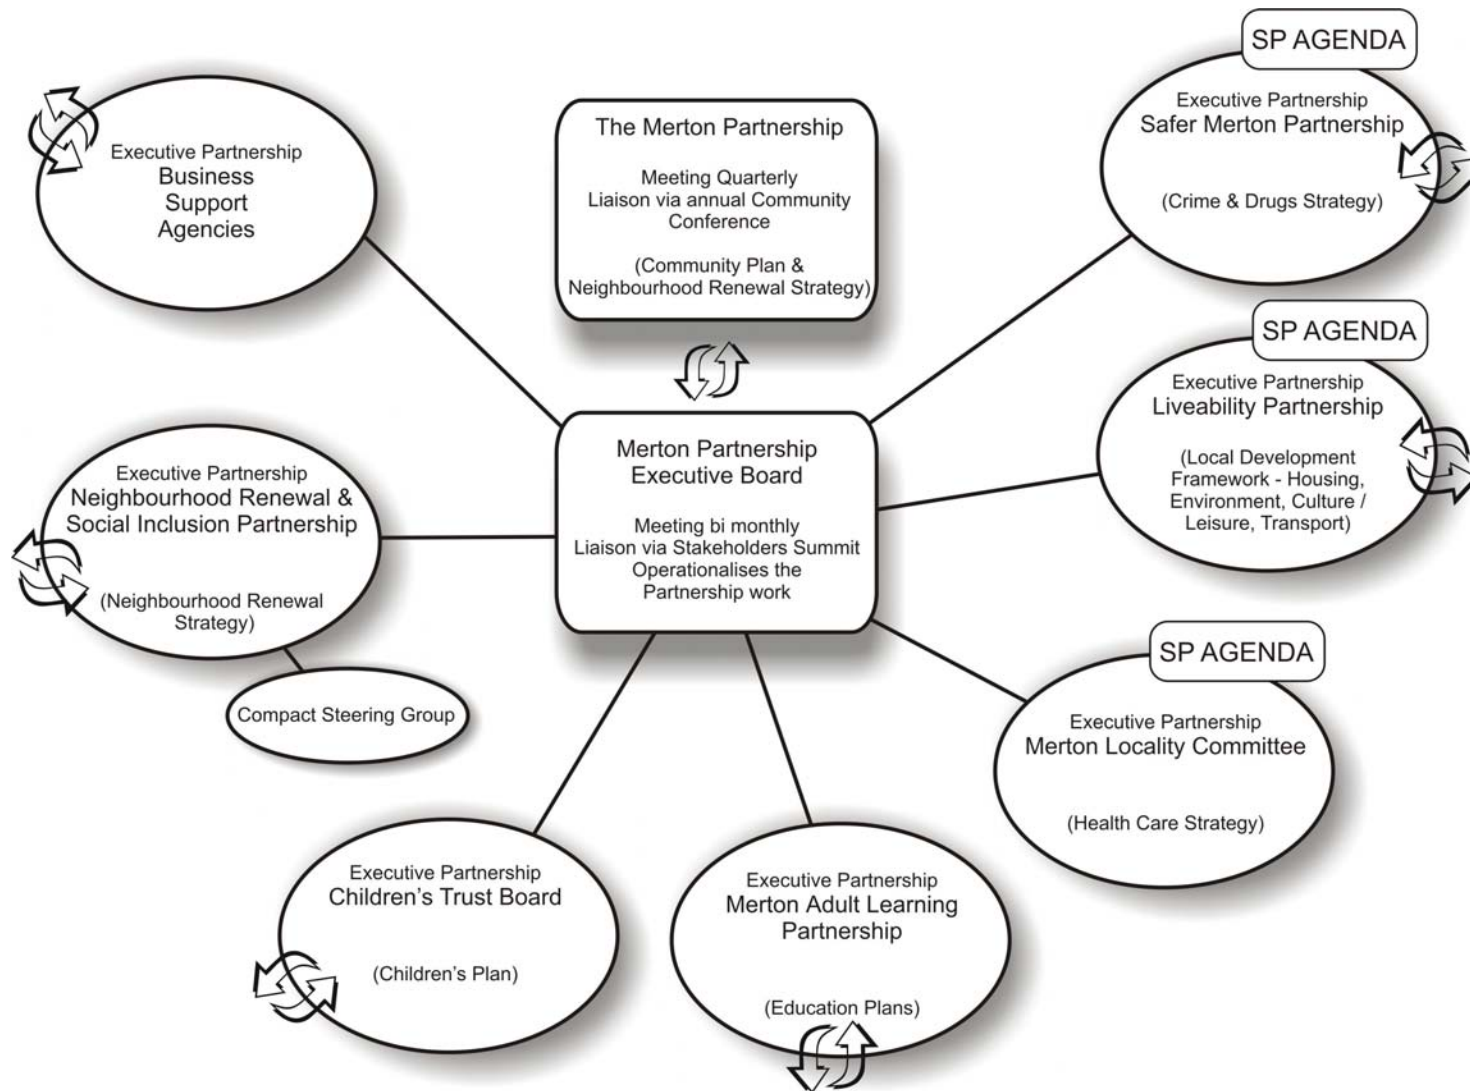 Executive Partnership
Business
Support
Agencies
The Merton Partnership
Meeting Quarterly
Liaison via annual Community
Conference
(Community Plan &
Neighbourhood Renewal Strategy)
SP AGENDA
Executive Partnership
Safer Merton Partnership
(Crime & Drugs Strategy)
SP AGENDA
Executive Partnership
Liveability Partnership
(Local Development
Framework - Housing,
Environment, Culture /
Leisure, Transport)
Merton Partnership
Executive Board
Meeting bi monthly
Liaison via Stakeholders Summit
Operationalises the
Partnership work
Executive Partnership
Neighbourhood Renewal &
Social Inclusion Partnership
(Neighbourhood Renewal
Strategy)
Compact Steering Group
SP AGENDA
Executive Partnership
Merton Locality Committee
(Health Care Strategy)
Executive Partnership
Children's Trust Board
(Children's Plan)
Executive Partnership
Merton Adult Learning
Partnership
(Education Plans)